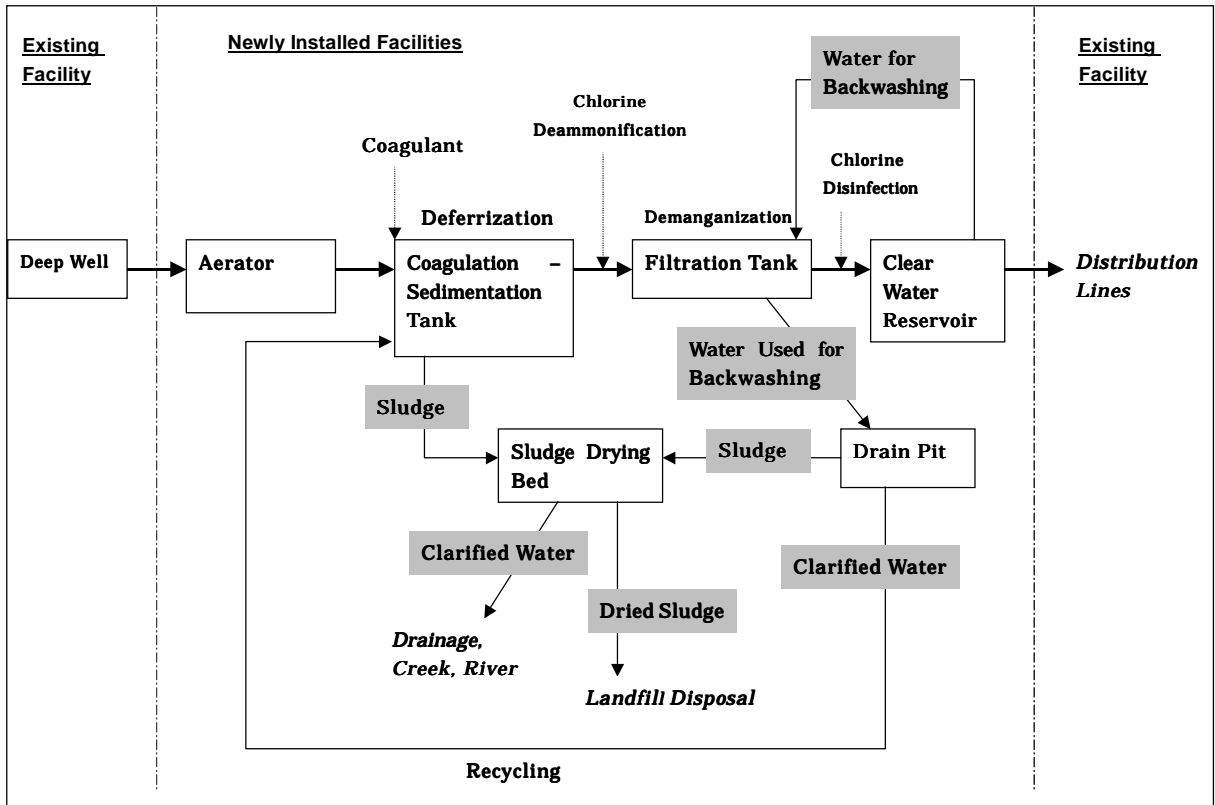 Existing
Facility
Newly Installed Facilities
Existing
Facility
Water for
Backwashing
Chlorine
Deammonification
Coagulant
Chlorine
Disinfection
Deferrization
Demanganization
Deep Well
Aerator
Coagulation –
Sedimentation
Tank
Filtration Tank
Clear
Water
Reservoir
Distribution
Lines
Water Used for
Backwashing
Sludge
Sludge Drying
Bed
Sludge
Drain Pit
Clarified Water
Clarified Water
Dried Sludge
Drainage,
Creek, River
Landfill Disposal
Recycling